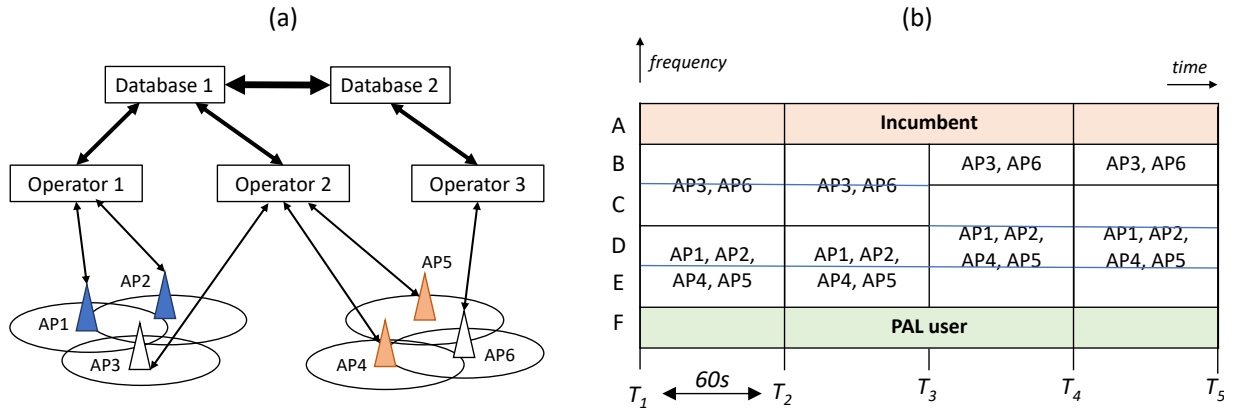 (a)
Database 1
Database 2
Operator 1
Operator 2
Operator 3
AP1
AP2
AP3
AP4
AP5
AP6
(b)
frequency
time
A
Incumbent
B
AP3, AP6
AP3, AP6
AP3, AP6
AP3, AP6
C
D
AP1, AP2,
AP4, AP5
AP1, AP2,
AP4, AP5
AP1, AP2,
AP4, AP5
AP1, AP2,
AP4, AP5
E
F
PAL user
T1
60s
T2
T3
T4
T5